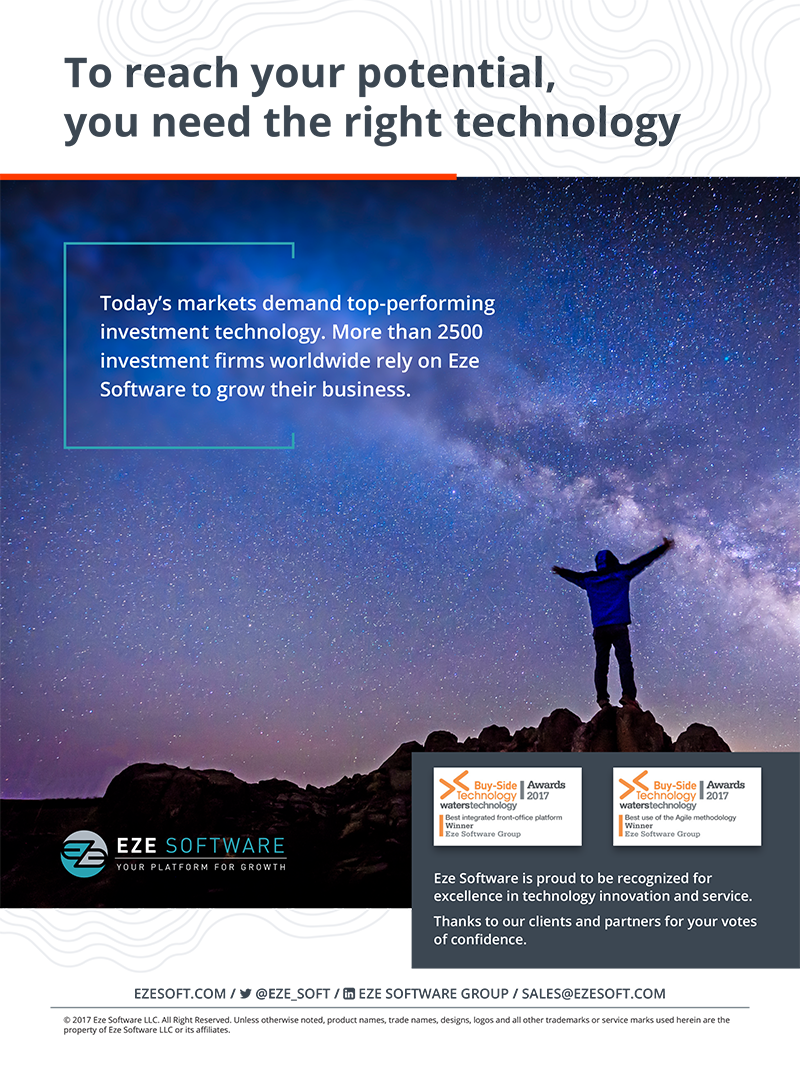 To reach your potential,
you need the right technology
Today’s markets demand top-performing
investment technology. More than 2500
investment firms worldwide rely on Eze
Software to grow their business.
Buy-Side
Technology
Awards
2017
waterstechnology
Best integrated front-office platform
Winner
Eze Software Group
Buy-Side
Technology
Awards
2017
waterstechnology
Best use of the Agile methodology
Winner
Eze Software Group
EZE SOFTWARE
YOUR PLATFORM FOR GROWTH
Eze Software is proud to be recognized for
excellence in technology innovation and service.
Thanks to our clients and partners for your votes
of confidence.
EZESOFT.COM / @EZE_SOFT / EZE SOFTWARE GROUP / SALES@EZESOFT.COM
© 2017 Eze Software LLC. All Right Reserved. Unless otherwise noted, product names, trade names, designs, logos and all other trademarks or service marks used herein are the
property of Eze Software LLC or its affiliates.